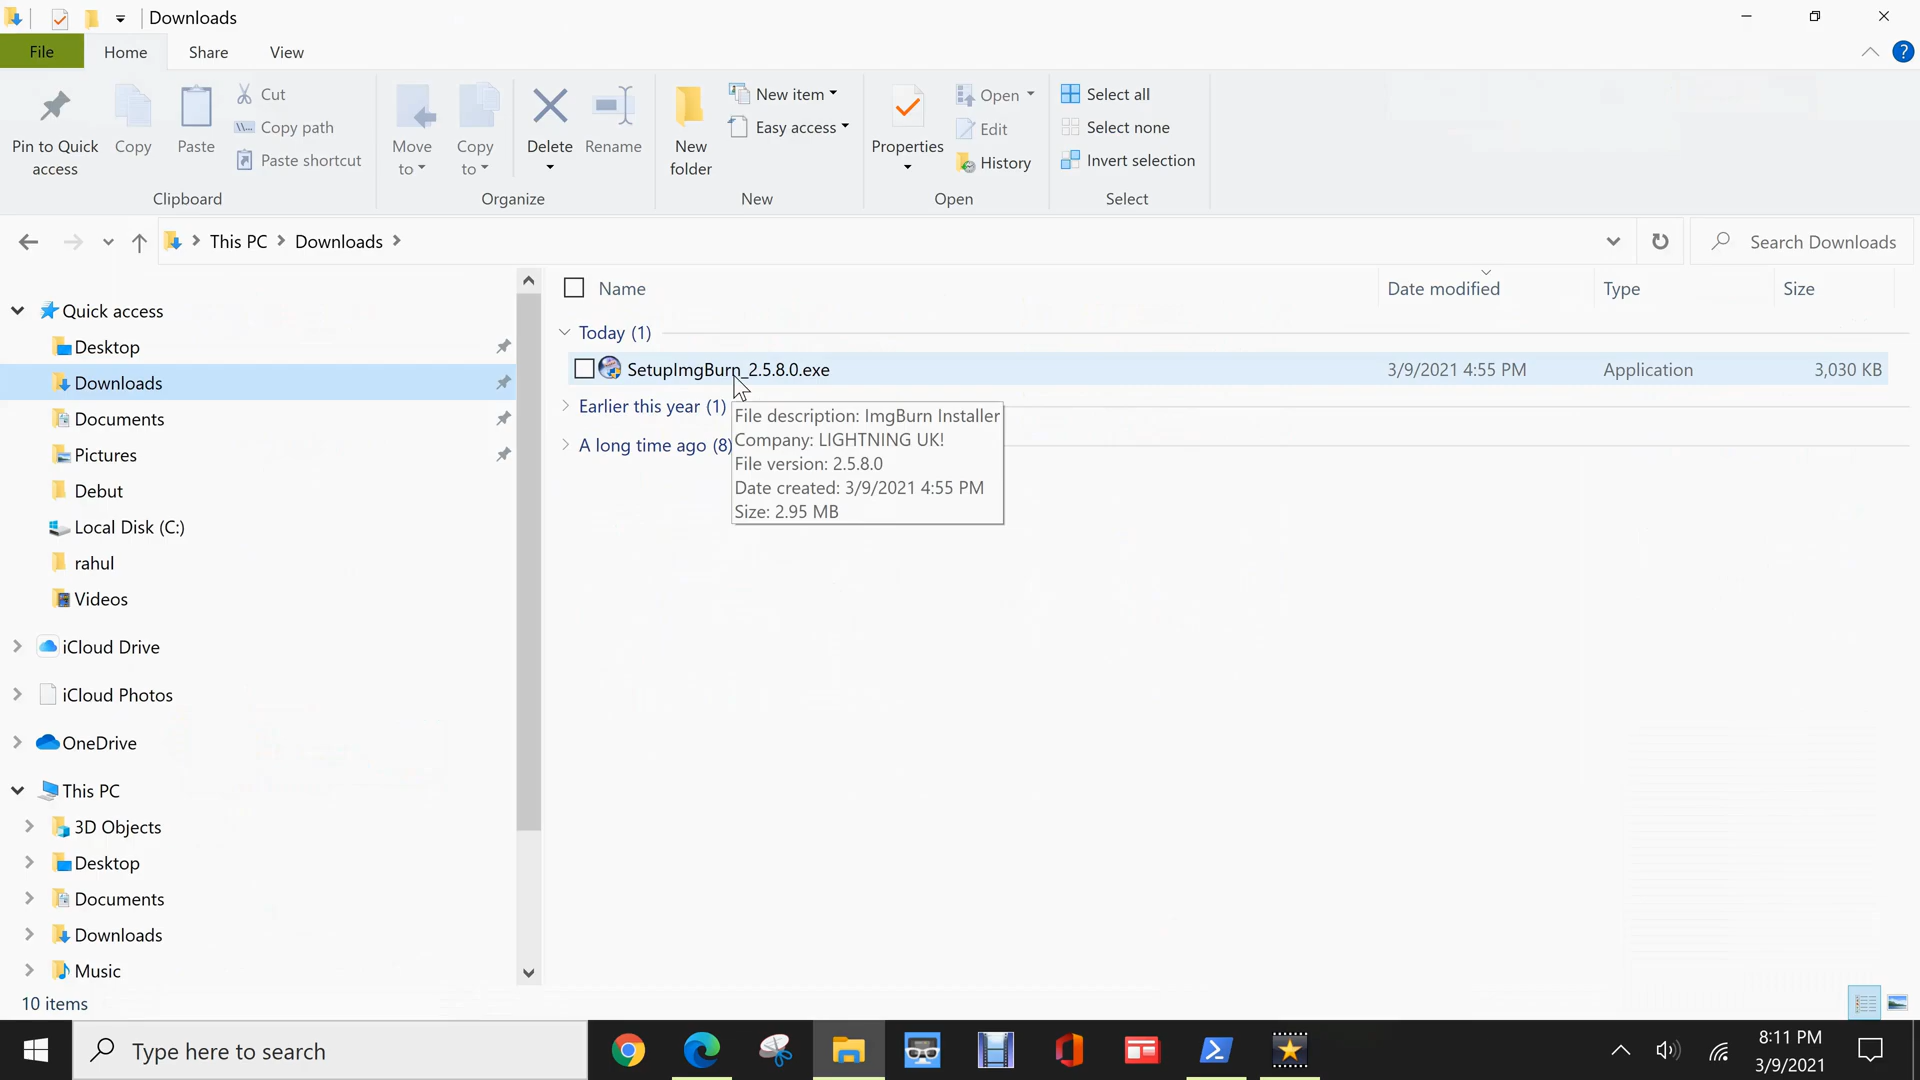 Downloads
File Home Share View
Pin to Quick access
Copy
Paste
Cut
Copy path
Paste shortcut
Clipboard
Move to
Copy to
Delete
Rename
Organize
New folder
New item
Easy access
New
Properties
Open
Edit
History
Open
Select all
Select none
Invert selection
Select
This PC Downloads
Search Downloads
Name Date modified Type Size
Quick access
Desktop
Downloads
Documents
Pictures
Debut
Local Disk (C:)
rahul
Videos
iCloud Drive
iCloud Photos
OneDrive
This PC
3D Objects
Desktop
Documents
Downloads
Music
Today (1)
SetupImgBurn_2.5.8.0.exe 3/9/2021 4:55 PM Application 3,030 KB
Earlier this year (1)
A long time ago (8)
File description: ImgBurn Installer
Company: LIGHTNING UK!
File version: 2.5.8.0
Date created: 3/9/2021 4:55 PM
Size: 2.95 MB
10 items
Type here to search
8:11 PM
3/9/2021